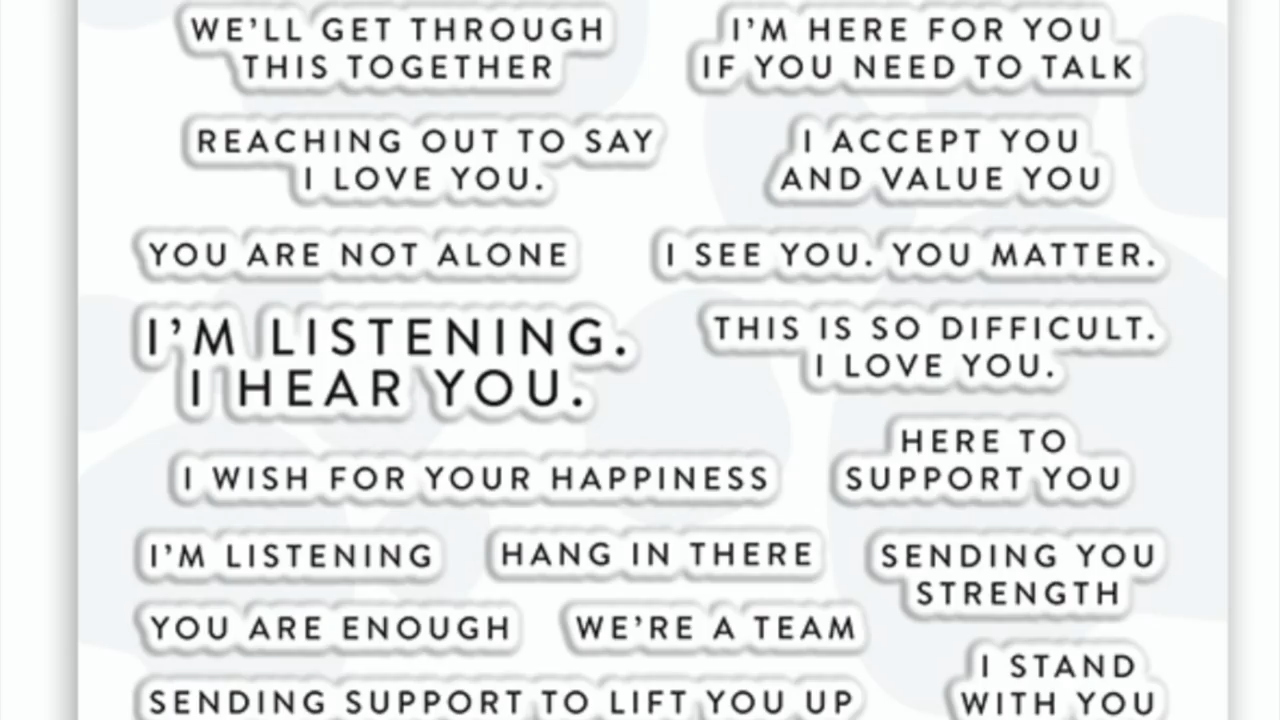 WE'LL GET THROUGH
THIS TOGETHER
I'M HERE FOR YOU
IF YOU NEED TO TALK
REACHING OUT TO SAY
I LOVE YOU.
I ACCEPT YOU
AND VALUE YOU
YOU ARE NOT ALONE
I SEE YOU. YOU MATTER.
I'M LISTENING.
I HEAR YOU.
THIS IS SO DIFFICULT.
I LOVE YOU.
I WISH FOR YOUR HAPPINESS
HERE TO
SUPPORT YOU
I'M LISTENING
HANG IN THERE
SENDING YOU
STRENGTH
YOU ARE ENOUGH
WE'RE A TEAM
I STAND
WITH YOU
SENDING SUPPORT TO LIFT YOU UP